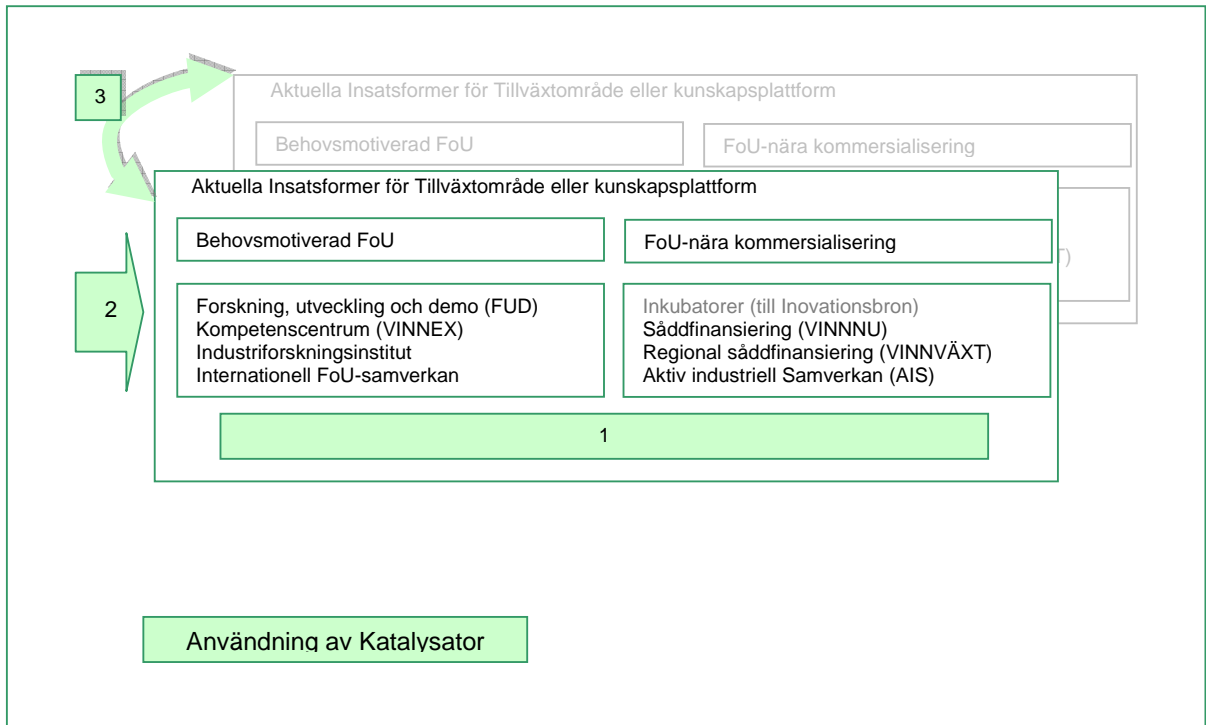 3
Aktuella Insatsformer för Tillväxtområde eller kunskapsplattform
Behovsmotiverad FoU
FoU-nära kommersialisering
Aktuella Insatsformer för Tillväxtområde eller kunskapsplattform
Behovsmotiverad FoU
FoU-nära kommersialisering
T)
2
Forskning, utveckling och demo (FUD)
Kompetenscentrum (VINNEX)
Industriforskningsinstitut
Internationell FoU-samverkan
Inkubatorer (till Inovationsbron)
Såddfinansiering (VINNNU)
Regional såddfinansiering (VINNVÄXT)
Aktiv industriell Samverkan (AIS)
1
Användning av Katalysator